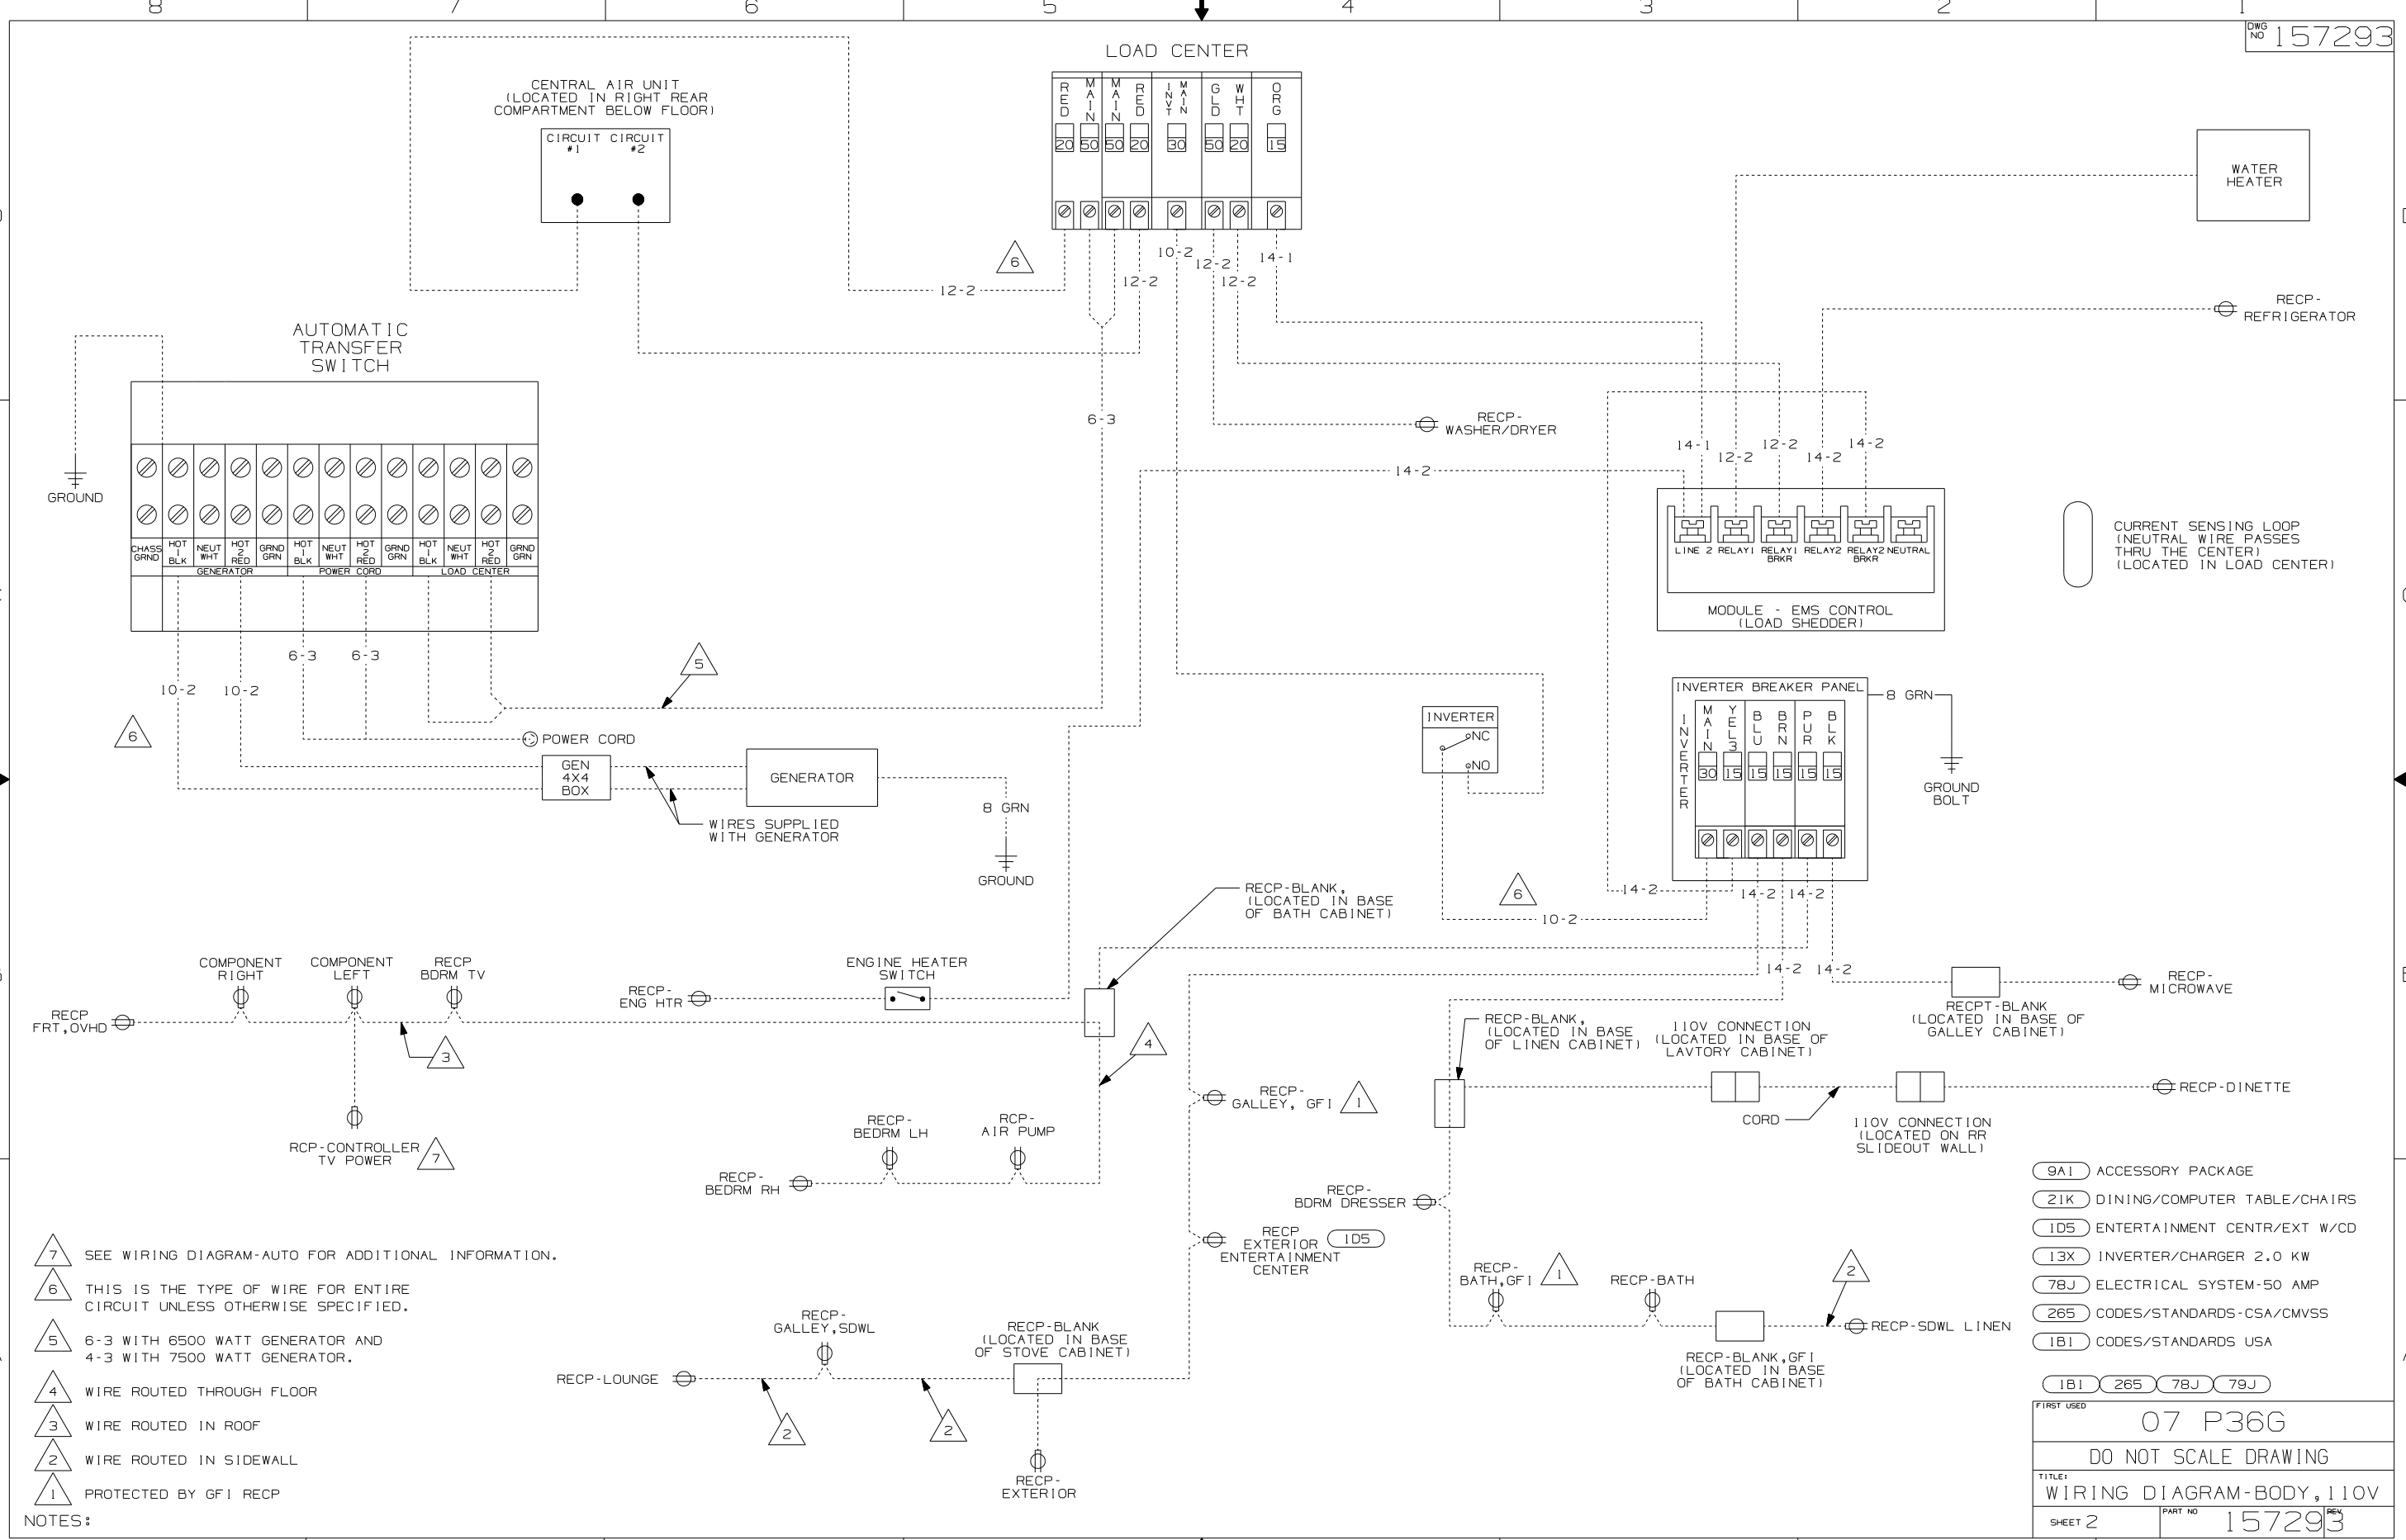 8 7 6 5 4 3 2 1
DWG NO 157293
LOAD CENTER
RED MAIN MAIN RED INVT MAIN GLD WHT ORG
20 50 50 20 30 50 20 15
CENTRAL AIR UNIT
(LOCATED IN RIGHT REAR
COMPARTMENT BELOW FLOOR)
CIRCUIT CIRCUIT
#1 #2
WATER
HEATER
6
10-2
12-2
14-1
12-2
12-2
12-2
RECP-
REFRIGERATOR
AUTOMATIC
TRANSFER
SWITCH
6-3
RECP-
WASHER/DRYER
14-1
12-2
12-2
14-2
14-2
14-2
GROUND
CHASS GRND
HOT 1 BLK
NEUT WHT
HOT 2 RED
GRND GRN
HOT 1 BLK
NEUT WHT
HOT 2 RED
GRND GRN
HOT 1 BLK
NEUT WHT
HOT 2 RED
GRND GRN
GENERATOR POWER CORD LOAD CENTER
LINE 2 RELAY1 RELAY1 BRKR RELAY2 RELAY2 BRKR NEUTRAL
MODULE - EMS CONTROL
(LOAD SHEDDER)
CURRENT SENSING LOOP
(NEUTRAL WIRE PASSES
THRU THE CENTER)
(LOCATED IN LOAD CENTER)
6-3 6-3
10-2 10-2
5
6
POWER CORD
GEN
4X4
BOX
GENERATOR
WIRES SUPPLIED
WITH GENERATOR
8 GRN
GROUND
INVERTER
NC
NO
INVERTER BREAKER PANEL
INVERTER
MAIN YEL3 BLU BRN PUR BLK
30 15 15 15 15 15
8 GRN
GROUND
BOLT
6
14-2
14-2
14-2
10-2
RECP-BLANK,
(LOCATED IN BASE
OF BATH CABINET)
COMPONENT
RIGHT
COMPONENT
LEFT
RECP
BDRM TV
ENGINE HEATER
SWITCH
RECP-
ENG HTR
RECP
FRT,OVHD
3
4
14-2 14-2
RECP-
MICROWAVE
RECPT-BLANK
(LOCATED IN BASE OF
GALLEY CABINET)
RECP-BLANK,
(LOCATED IN BASE
OF LINEN CABINET)
110V CONNECTION
(LOCATED IN BASE OF
LAVTORY CABINET)
RECP-
GALLEY, GFI
1
CORD
110V CONNECTION
(LOCATED ON RR
SLIDEOUT WALL)
RECP-DINETTE
RCP-CONTROLLER
TV POWER
7
RECP-
BEDRM LH
RCP-
AIR PUMP
RECP-
BEDRM RH
RECP-
BDRM DRESSER
RECP
EXTERIOR
ENTERTAINMENT
CENTER
1D5
RECP-
BATH,GFI
1
RECP-BATH
2
RECP-SDWL LINEN
RECP-BLANK,GFI
(LOCATED IN BASE
OF BATH CABINET)
RECP-
GALLEY,SDWL
RECP-BLANK
(LOCATED IN BASE
OF STOVE CABINET)
RECP-LOUNGE
2
2
RECP-
EXTERIOR
7 SEE WIRING DIAGRAM-AUTO FOR ADDITIONAL INFORMATION.
6 THIS IS THE TYPE OF WIRE FOR ENTIRE
CIRCUIT UNLESS OTHERWISE SPECIFIED.
5 6-3 WITH 6500 WATT GENERATOR AND
4-3 WITH 7500 WATT GENERATOR.
4 WIRE ROUTED THROUGH FLOOR
3 WIRE ROUTED IN ROOF
2 WIRE ROUTED IN SIDEWALL
1 PROTECTED BY GFI RECP
NOTES:
9A1 ACCESSORY PACKAGE
21K DINING/COMPUTER TABLE/CHAIRS
1D5 ENTERTAINMENT CENTR/EXT W/CD
13X INVERTER/CHARGER 2.0 KW
78J ELECTRICAL SYSTEM-50 AMP
265 CODES/STANDARDS-CSA/CMVSS
1B1 CODES/STANDARDS USA
1B1 265 78J 79J
FIRST USED
07 P36G
DO NOT SCALE DRAWING
TITLE:
WIRING DIAGRAM-BODY,110V
SHEET 2 PART NO 157293 REV